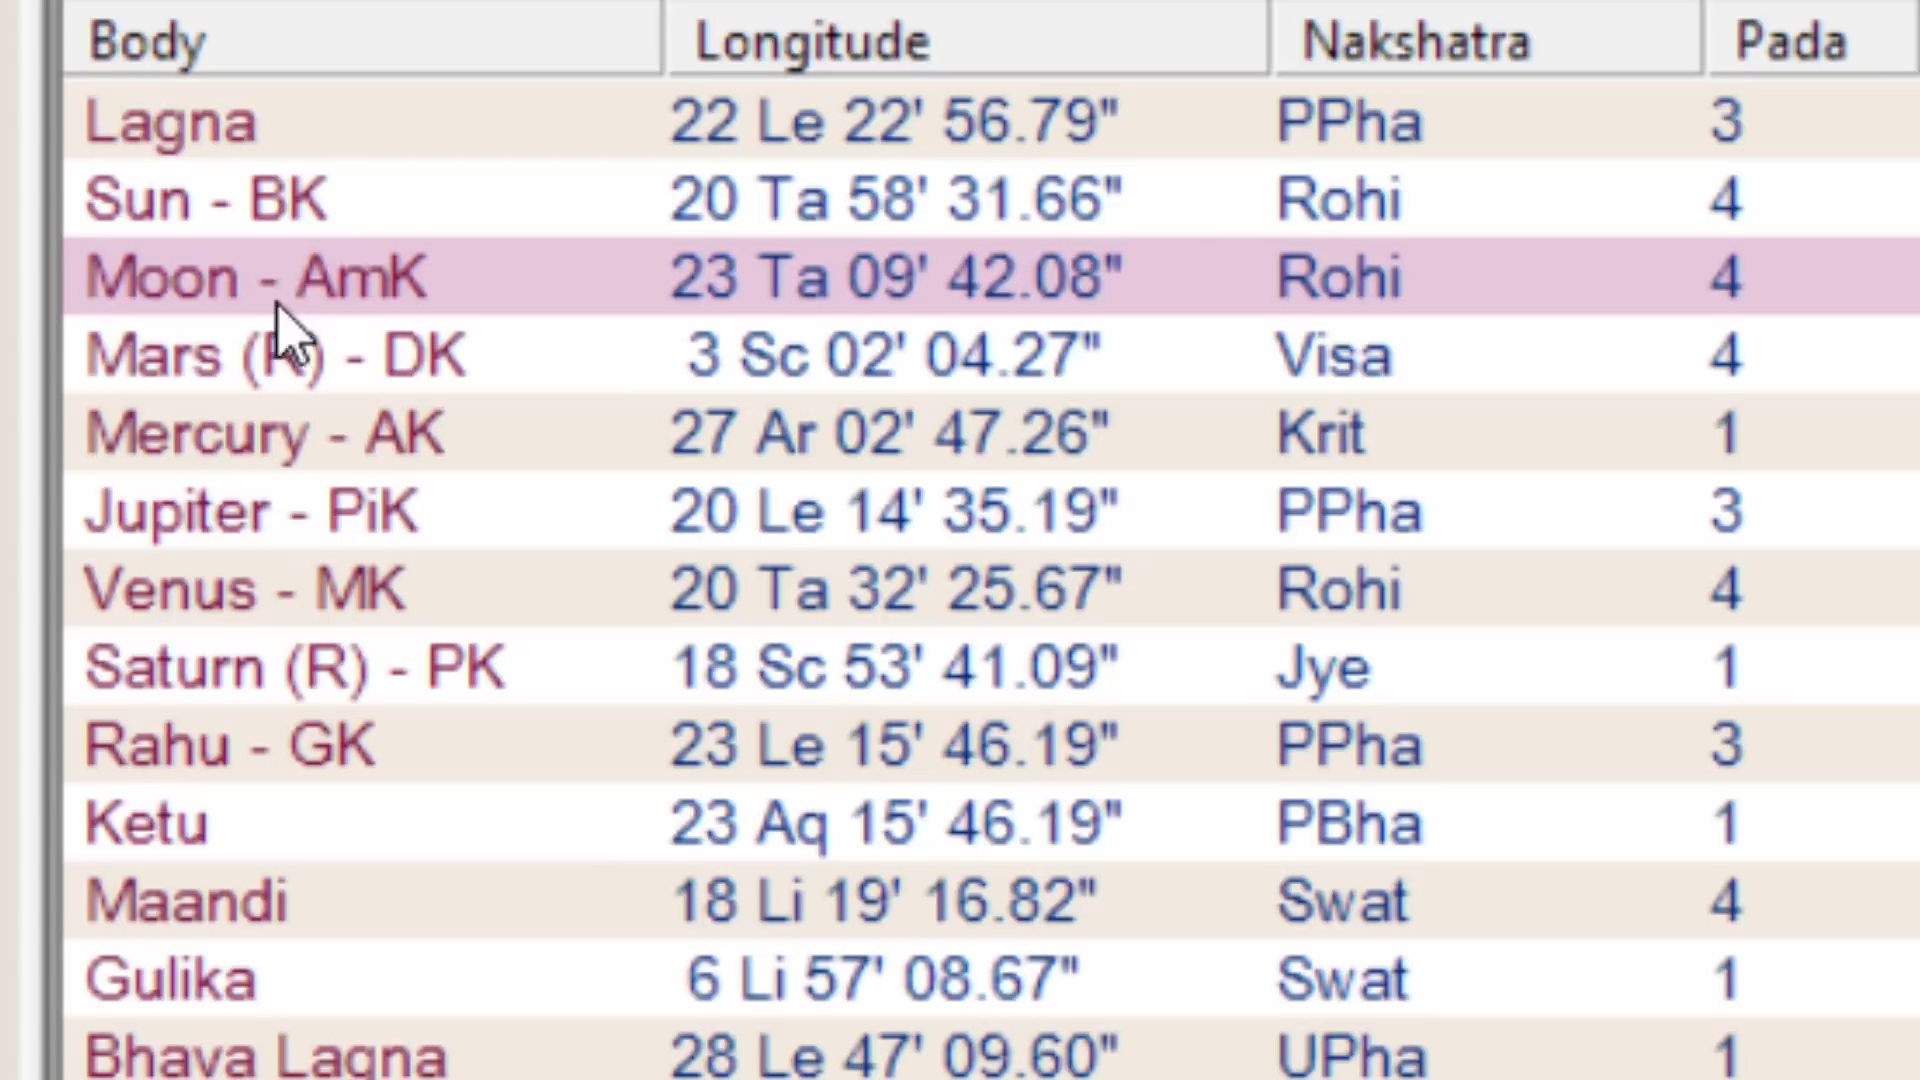 Body Longitude Nakshatra Pada
Lagna 22 Le 22' 56.79" PPha 3
Sun - BK 20 Ta 58' 31.66" Rohi 4
Moon - AmK 23 Ta 09' 42.08" Rohi 4
Mars (R) - DK 3 Sc 02' 04.27" Visa 4
Mercury - AK 27 Ar 02' 47.26" Krit 1
Jupiter - PiK 20 Le 14' 35.19" PPha 3
Venus - MK 20 Ta 32' 25.67" Rohi 4
Saturn (R) - PK 18 Sc 53' 41.09" Jye 1
Rahu - GK 23 Le 15' 46.19" PPha 3
Ketu 23 Aq 15' 46.19" PBha 1
Maandi 18 Li 19' 16.82" Swat 4
Gulika 6 Li 57' 08.67" Swat 1
Bhava Lagna 28 Le 47' 09.60" UPha 1